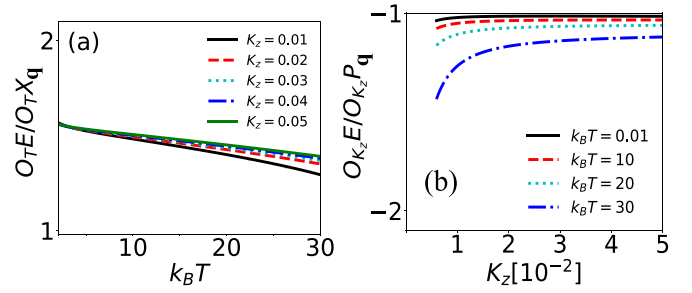 (a)
K_z = 0.01
K_z = 0.02
K_z = 0.03
K_z = 0.04
K_z = 0.05
2
1
O_T E/O_T X_q
10
20
30
k_B T
(b)
k_B T = 0.01
k_B T = 10
k_B T = 20
k_B T = 30
−1
−2
O_{K_z} E/O_{K_z} P_q
1
2
3
4
5
K_z [10^{-2}]